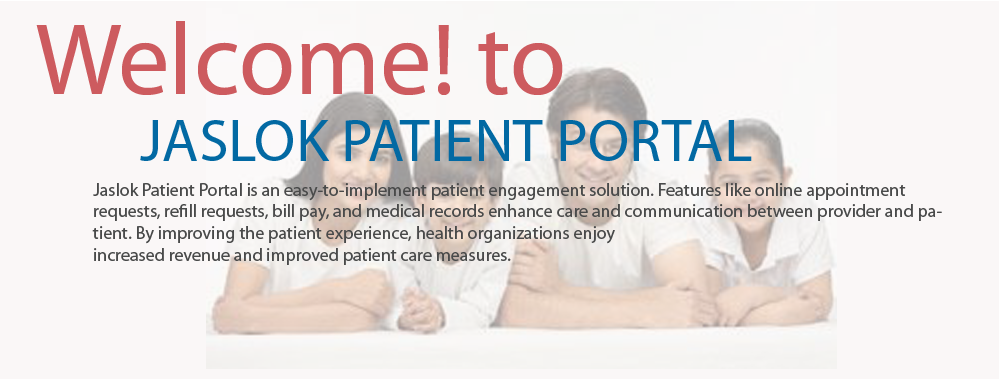 Welcome! to
JASLOK PATIENT PORTAL
Jaslok Patient Portal is an easy-to-implement patient engagement solution. Features like online appointment
requests, refill requests, bill pay, and medical records enhance care and communication between provider and pa-
tient. By improving the patient experience, health organizations enjoy
increased revenue and improved patient care measures.